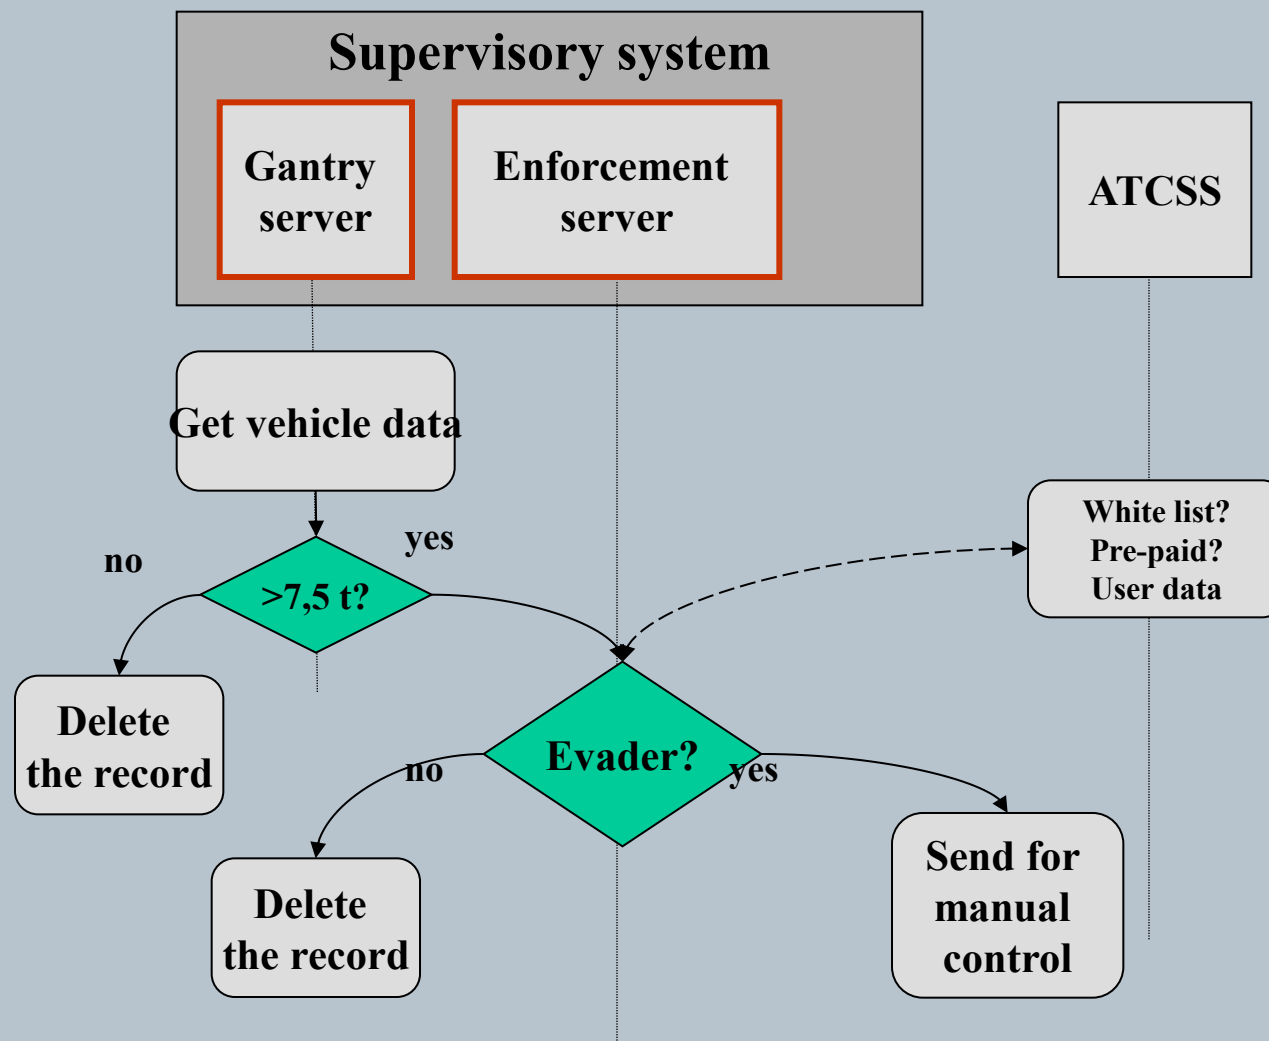 Supervisory system
Gantry
server
Enforcement
server
ATCSS
Get vehicle data
White list?
Pre-paid?
User data
no
yes
>7,5 t?
Delete
the record
Evader?
no
yes
Delete
the record
Send for
manual
control